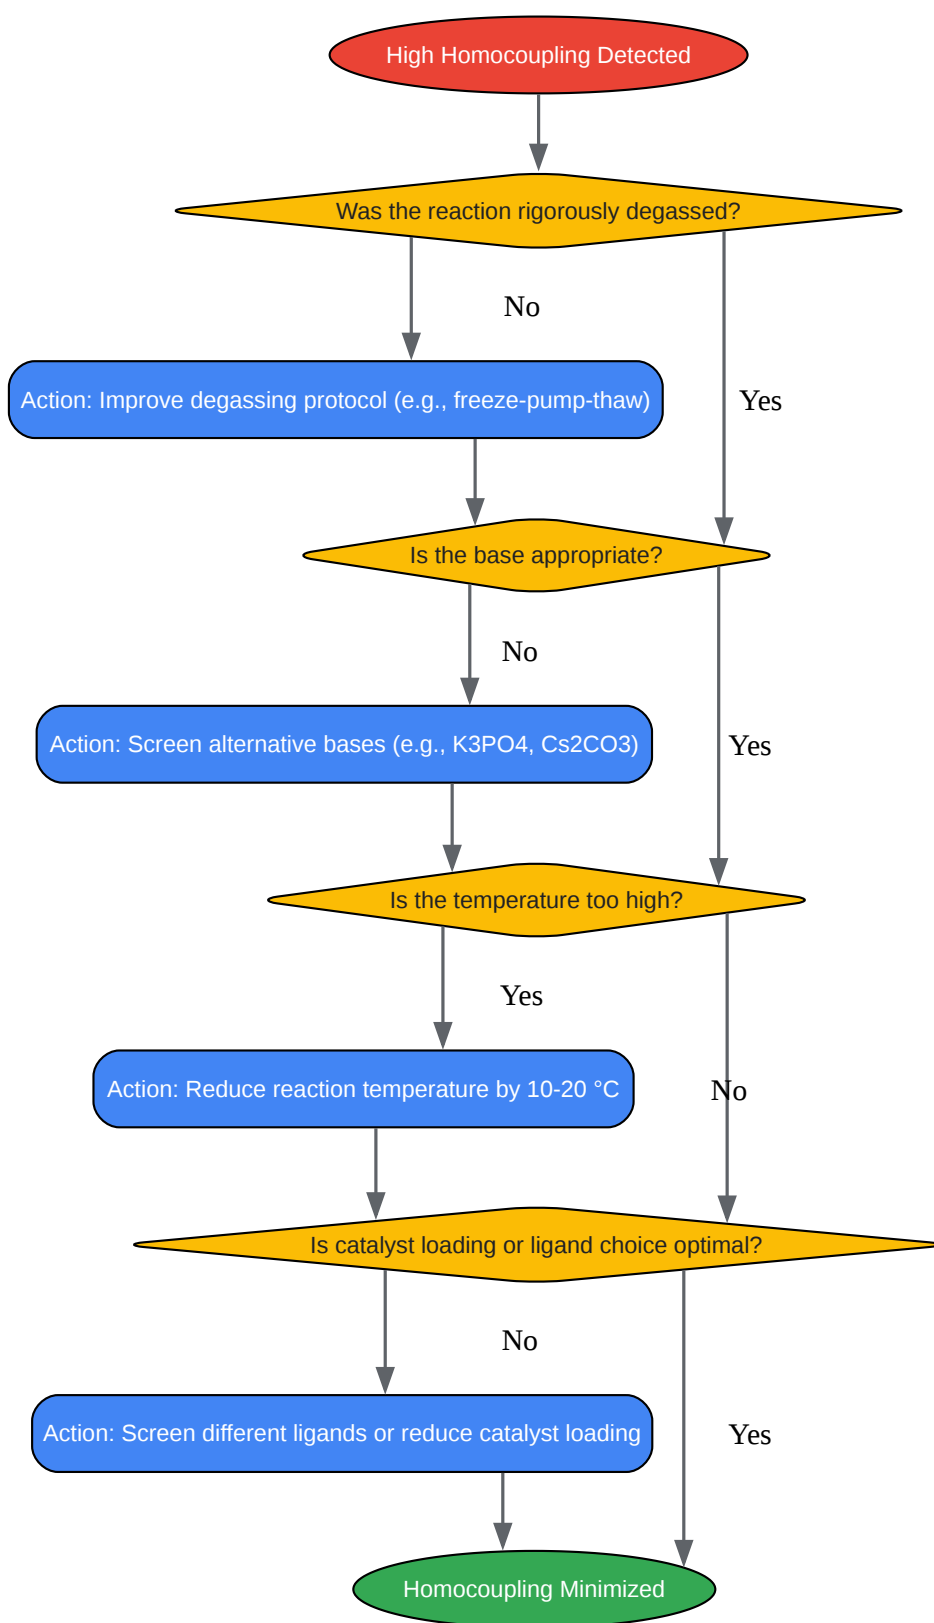 High Homocoupling Detected
Was the reaction rigorously degassed?
No
Action: Improve degassing protocol (e.g., freeze-pump-thaw)
Yes
Is the base appropriate?
No
Action: Screen alternative bases (e.g., K3PO4, Cs2CO3)
Yes
Is the temperature too high?
Yes
Action: Reduce reaction temperature by 10-20 °C
No
Is catalyst loading or ligand choice optimal?
No
Action: Screen different ligands or reduce catalyst loading
Yes
Homocoupling Minimized